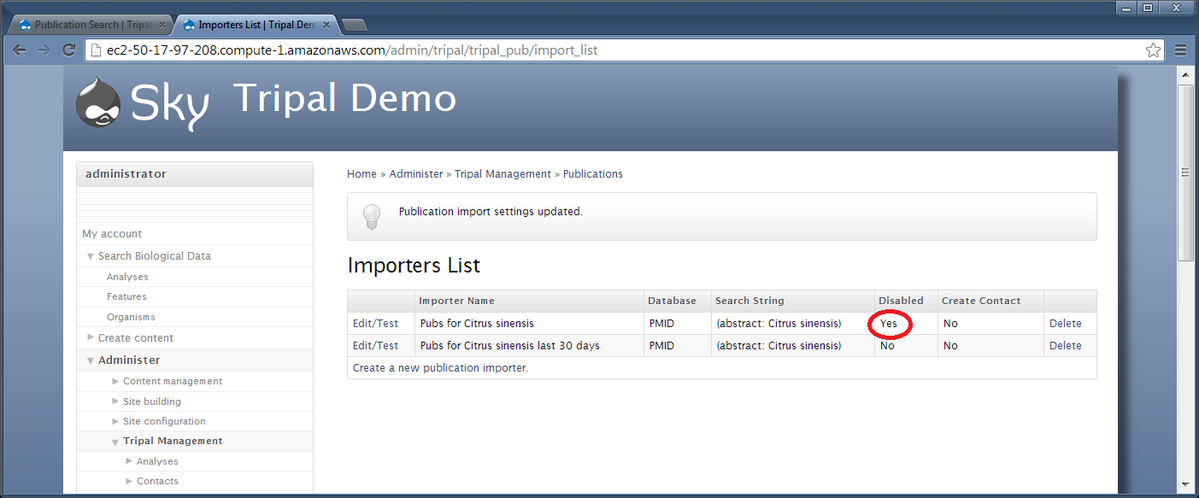 Publication Search | Tripal
Importers List | Tripal Dem
ec2-50-17-97-208.compute-1.amazonaws.com/admin/tripal/tripal_pub/import_list
Sky Tripal Demo
administrator
My account
Search Biological Data
Analyses
Features
Organisms
Create content
Administer
Content management
Site building
Site configuration
Tripal Management
Analyses
Contacts
Home » Administer » Tripal Management » Publications
Publication import settings updated.
Importers List
Importer Name Database Search String Disabled Create Contact
Edit/Test Pubs for Citrus sinensis PMID (abstract: Citrus sinensis) Yes No Delete
Edit/Test Pubs for Citrus sinensis last 30 days PMID (abstract: Citrus sinensis) No No Delete
Create a new publication importer.